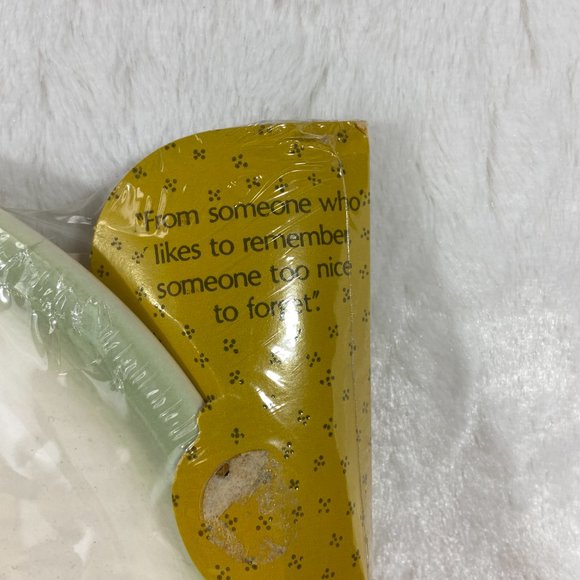 "From someone who
likes to remember
someone too nice
to forget".